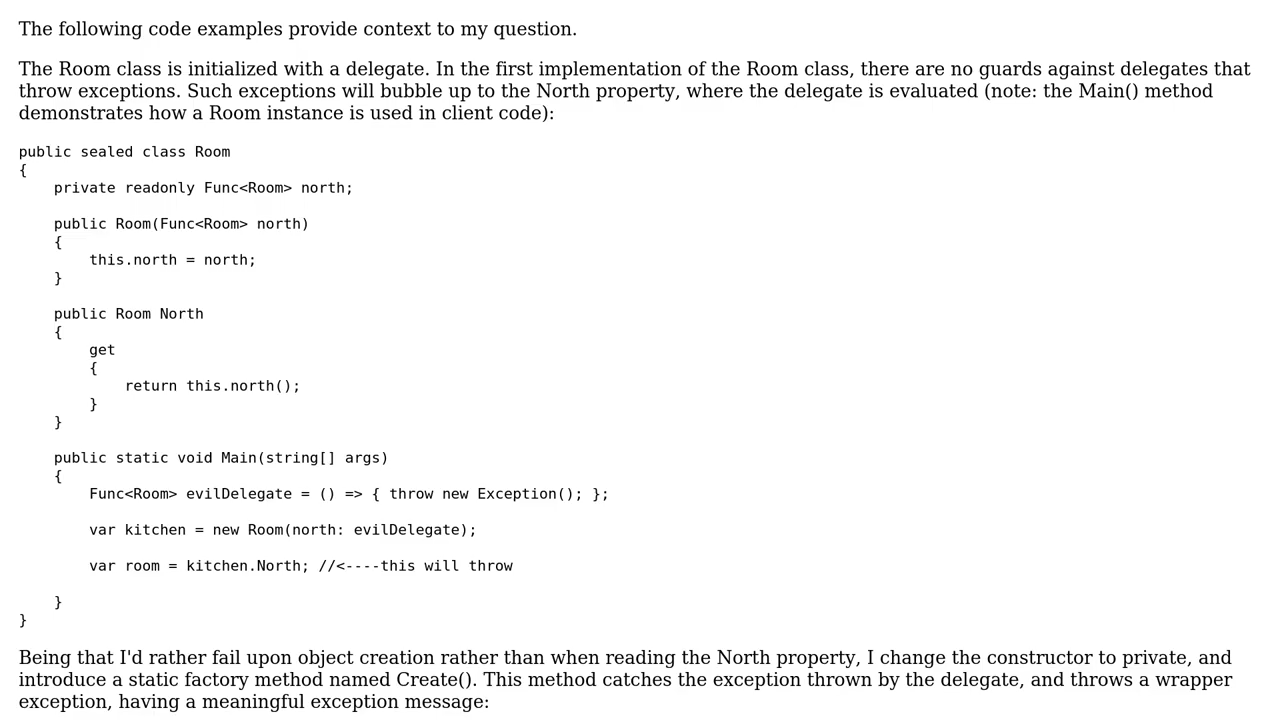 The following code examples provide context to my question.
The Room class is initialized with a delegate. In the first implementation of the Room class, there are no guards against delegates that
throw exceptions. Such exceptions will bubble up to the North property, where the delegate is evaluated (note: the Main() method
demonstrates how a Room instance is used in client code):
public sealed class Room
{
    private readonly Func<Room> north;

    public Room(Func<Room> north)
    {
        this.north = north;
    }

    public Room North
    {
        get
        {
            return this.north();
        }
    }

    public static void Main(string[] args)
    {
        Func<Room> evilDelegate = () => { throw new Exception(); };

        var kitchen = new Room(north: evilDelegate);

        var room = kitchen.North; //<----this will throw

    }
}
Being that I'd rather fail upon object creation rather than when reading the North property, I change the constructor to private, and
introduce a static factory method named Create(). This method catches the exception thrown by the delegate, and throws a wrapper
exception, having a meaningful exception message: